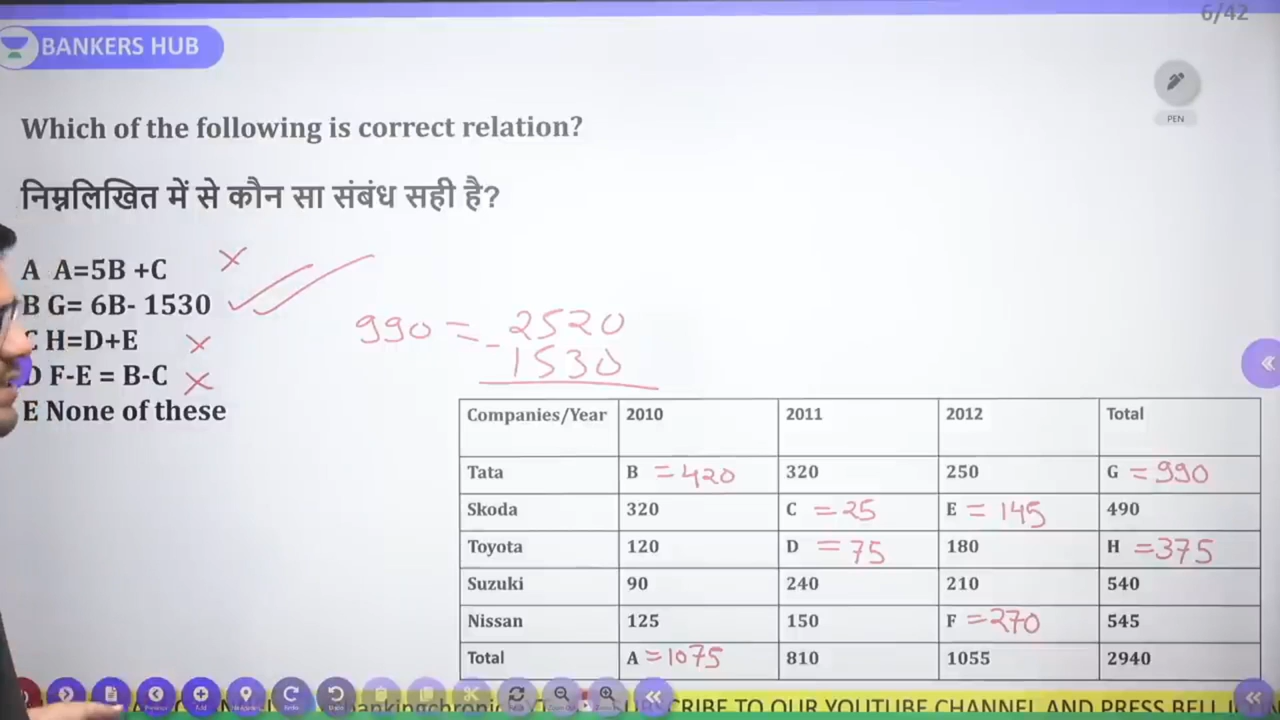 6/42
BANKERS HUB
PEN
Which of the following is correct relation?
निम्नलिखित में से कौन सा संबंध सही है?
A A=5B +C
B G= 6B- 1530
C H=D+E
D F-E = B-C
E None of these
990 = 2520
- 1530
Companies/Year 2010 2011 2012 Total
Tata B = 420 320 250 G = 990
Skoda 320 C = 25 E = 145 490
Toyota 120 D = 75 180 H = 375
Suzuki 90 240 210 540
Nissan 125 150 F = 270 545
Total A = 1075 810 1055 2940
TO OUR YOUTUBE CHANNEL AND PRESS BELL